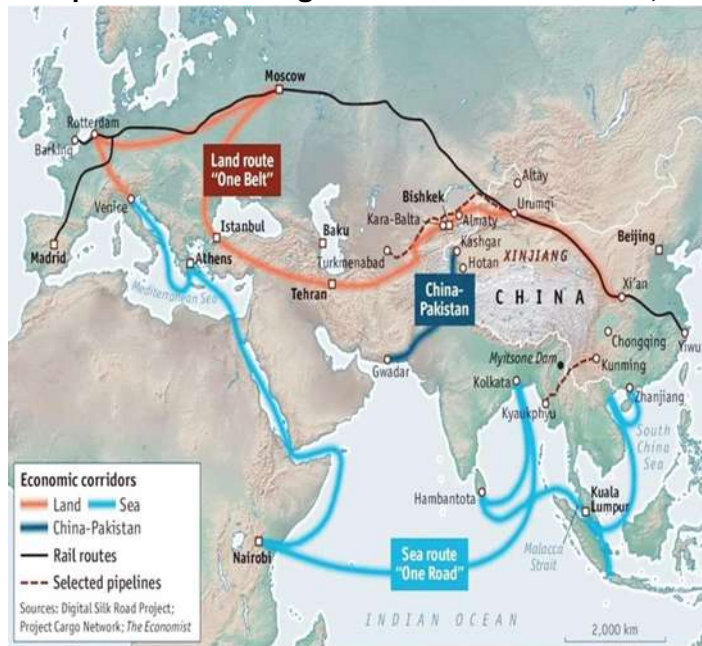 Moscow
Rotterdam
Barking
Land route
"One Belt"
Altay
Bishkek
Urumqi
Venice
Kara-Balta
Almaty
Istanbul
Baku
Kashgar
Beijing
Madrid
Athens
Turkmenabad
Hotan
XINJIANG
Tehran
China-
Pakistan
CHINA
Xi'an
Mediterranean Sea
Chongqing
Yiwu
Gwadar
Myitsone Dam
Kunming
Kolkata
Zhanjiang
Kyaukphyu
South
China
Sea
Economic corridors
Land
Sea
China-Pakistan
Rail routes
Selected pipelines
Hambantota
Kuala
Lumpur
Malacca
Strait
Nairobi
Sea route
"One Road"
Sources: Digital Silk Road Project;
Project Cargo Network; The Economist
INDIAN OCEAN
2,000 km